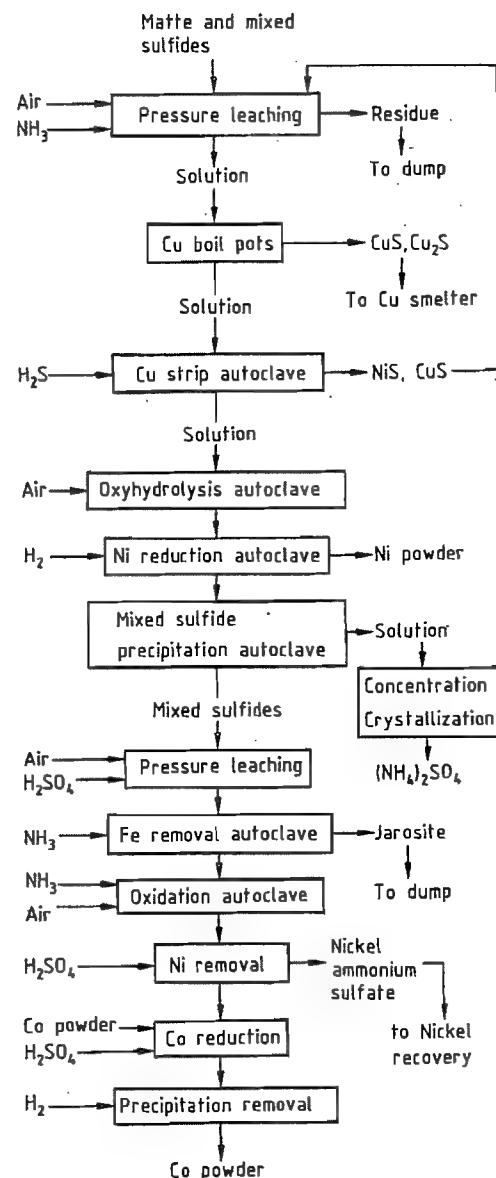 Matte and mixed
sulfides
Air
NH₃
Pressure leaching
Residue
To dump
Solution
Cu boil pots
CuS, Cu₂S
To Cu smelter
Solution
H₂S
Cu strip autoclave
NiS, CuS
Solution
Air
Oxyhydrolysis autoclave
H₂
Ni reduction autoclave
Ni powder
Mixed sulfide
precipitation autoclave
Solution
Concentration
Crystallization
(NH₄)₂SO₄
Mixed sulfides
Air
H₂SO₄
Pressure leaching
NH₃
Fe removal autoclave
Jarosite
To dump
NH₃
Air
Oxidation autoclave
H₂SO₄
Ni removal
Nickel
ammonium
sulfate
to Nickel
recovery
Co powder
H₂SO₄
Co reduction
H₂
Precipitation removal
Co powder